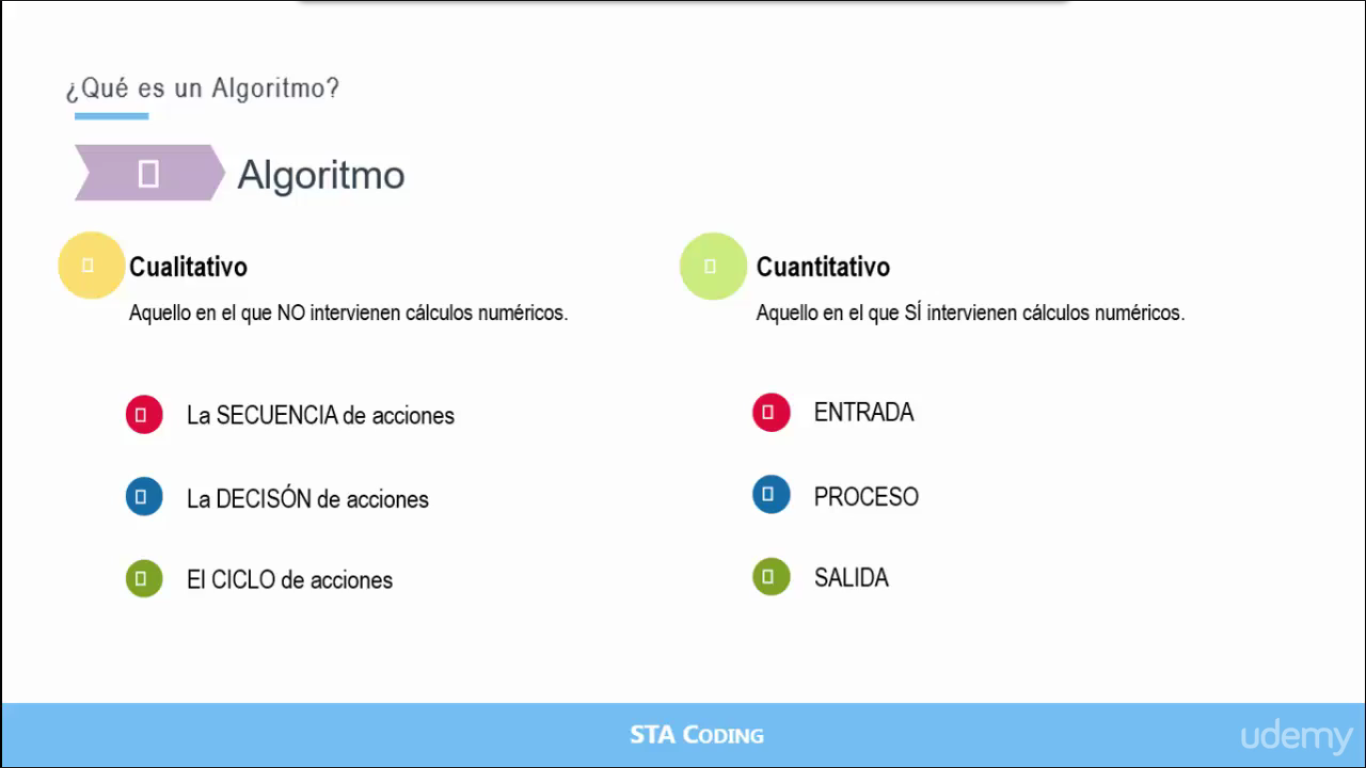 ¿Qué es un Algoritmo?
Algoritmo
Cualitativo
Aquello en el que NO intervienen cálculos numéricos.
La SECUENCIA de acciones
La DECISÓN de acciones
El CICLO de acciones
Cuantitativo
Aquello en el que SÍ intervienen cálculos numéricos.
ENTRADA
PROCESO
SALIDA
STA CODING
udemy